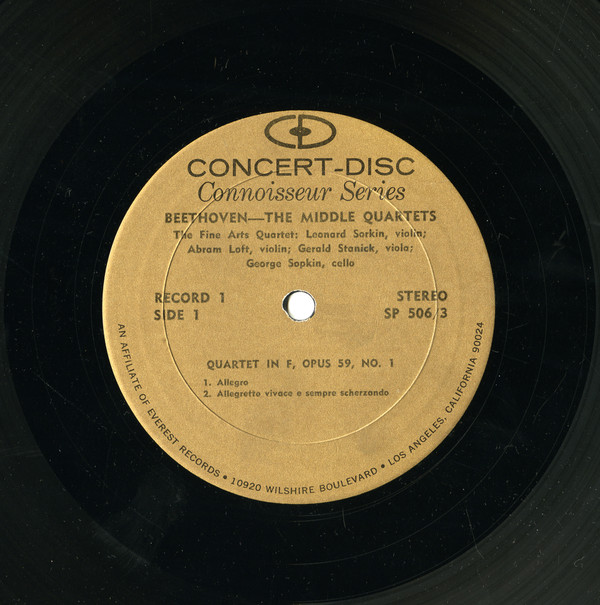 CD
CONCERT-DISC
Connoisseur Series
BEETHOVEN—THE MIDDLE QUARTETS
The Fine Arts Quartet: Leonard Sorkin, violin;
Abram Loft, violin; Gerald Stanick, viola;
George Sopkin, cello
RECORD 1
SIDE 1
STEREO
SP 506/3
QUARTET IN F, OPUS 59, NO. 1
1. Allegro
2. Allegretto vivace e sempre scherzando
AN AFFILIATE OF EVEREST RECORDS • 10920 WILSHIRE BOULEVARD • LOS ANGELES, CALIFORNIA 90024